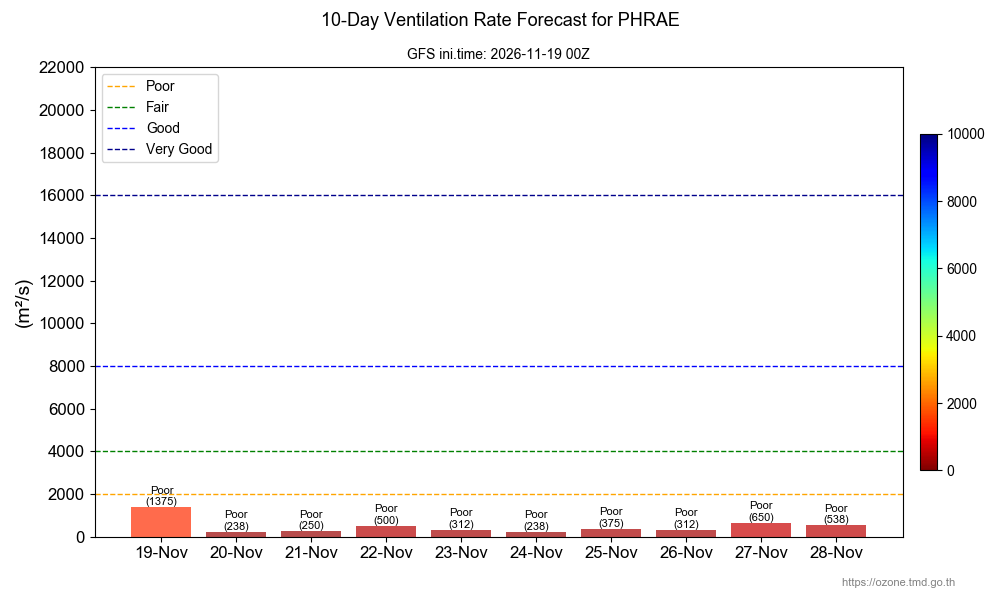 10-Day Ventilation Rate Forecast for PHRAE
GFS ini.time: 2026-11-19 00Z
22000
20000
18000
16000
14000
12000
10000
8000
6000
4000
2000
0
(m²/s)
Poor
Fair
Good
Very Good
Poor
(1375)
Poor
(238)
Poor
(250)
Poor
(500)
Poor
(312)
Poor
(238)
Poor
(375)
Poor
(312)
Poor
(650)
Poor
(538)
19-Nov 20-Nov 21-Nov 22-Nov 23-Nov 24-Nov 25-Nov 26-Nov 27-Nov 28-Nov
10000
8000
6000
4000
2000
0
https://ozone.tmd.go.th